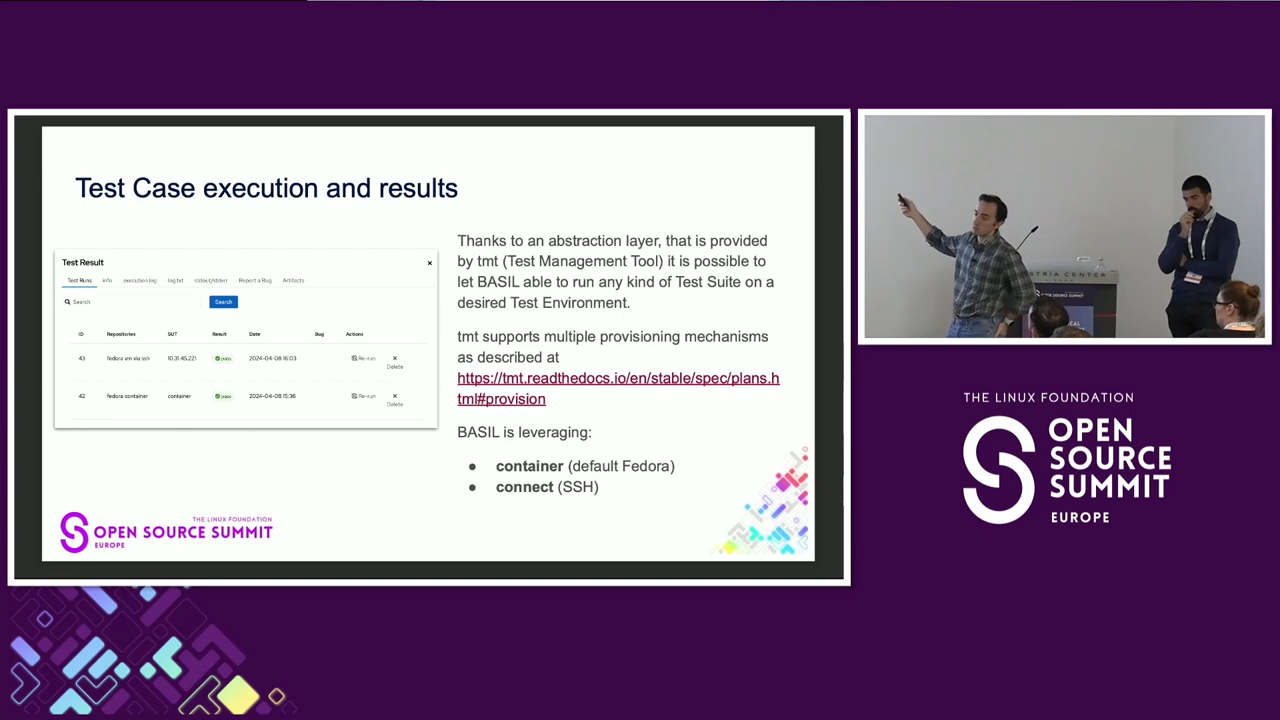 Test Case execution and results
Test Result
Test Runs info execution log log.txt stdout/stderr Report a Bug Artifacts
Search Search
ID Repositories SUT Result Date Bug Actions
43 fedora vm via ssh 10.31.45.221 pass 2024-04-08 16:03 Re-run
Delete
42 fedora container container pass 2024-04-08 15:36 Re-run
Delete
Thanks to an abstraction layer, that is provided
by tmt (Test Management Tool) it is possible to
let BASIL able to run any kind of Test Suite on a
desired Test Environment.
tmt supports multiple provisioning mechanisms
as described at
https://tmt.readthedocs.io/en/stable/spec/plans.h
tml#provision
BASIL is leveraging:
● container (default Fedora)
● connect (SSH)
THE LINUX FOUNDATION
OPEN SOURCE SUMMIT
EUROPE
STRIA CENTER
OPEN SOURCE SUMMIT
THE LINUX FOUNDATION
OPEN
SOURCE
SUMMIT
EUROPE